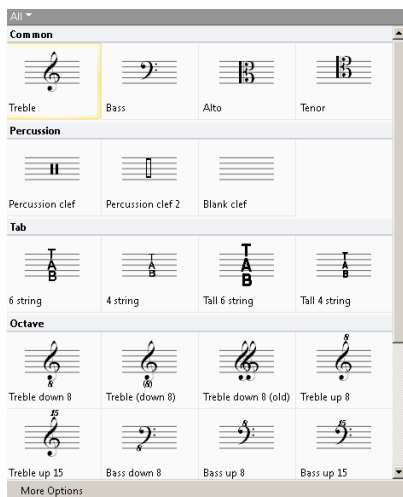 All
Common
Treble
Bass
Alto
Tenor
Percussion
Percussion clef
Percussion clef 2
Blank clef
Tab
T
A
B
T
A
B
T
A
B
T
A
B
6 string
4 string
Tall 6 string
Tall 4 string
Octave
8
8
(8)
Treble down 8
Treble (down 8)
Treble down 8 (old)
Treble up 8
15
8
15
8
Treble up 15
Bass down 8
Bass up 8
Bass up 15
More Options